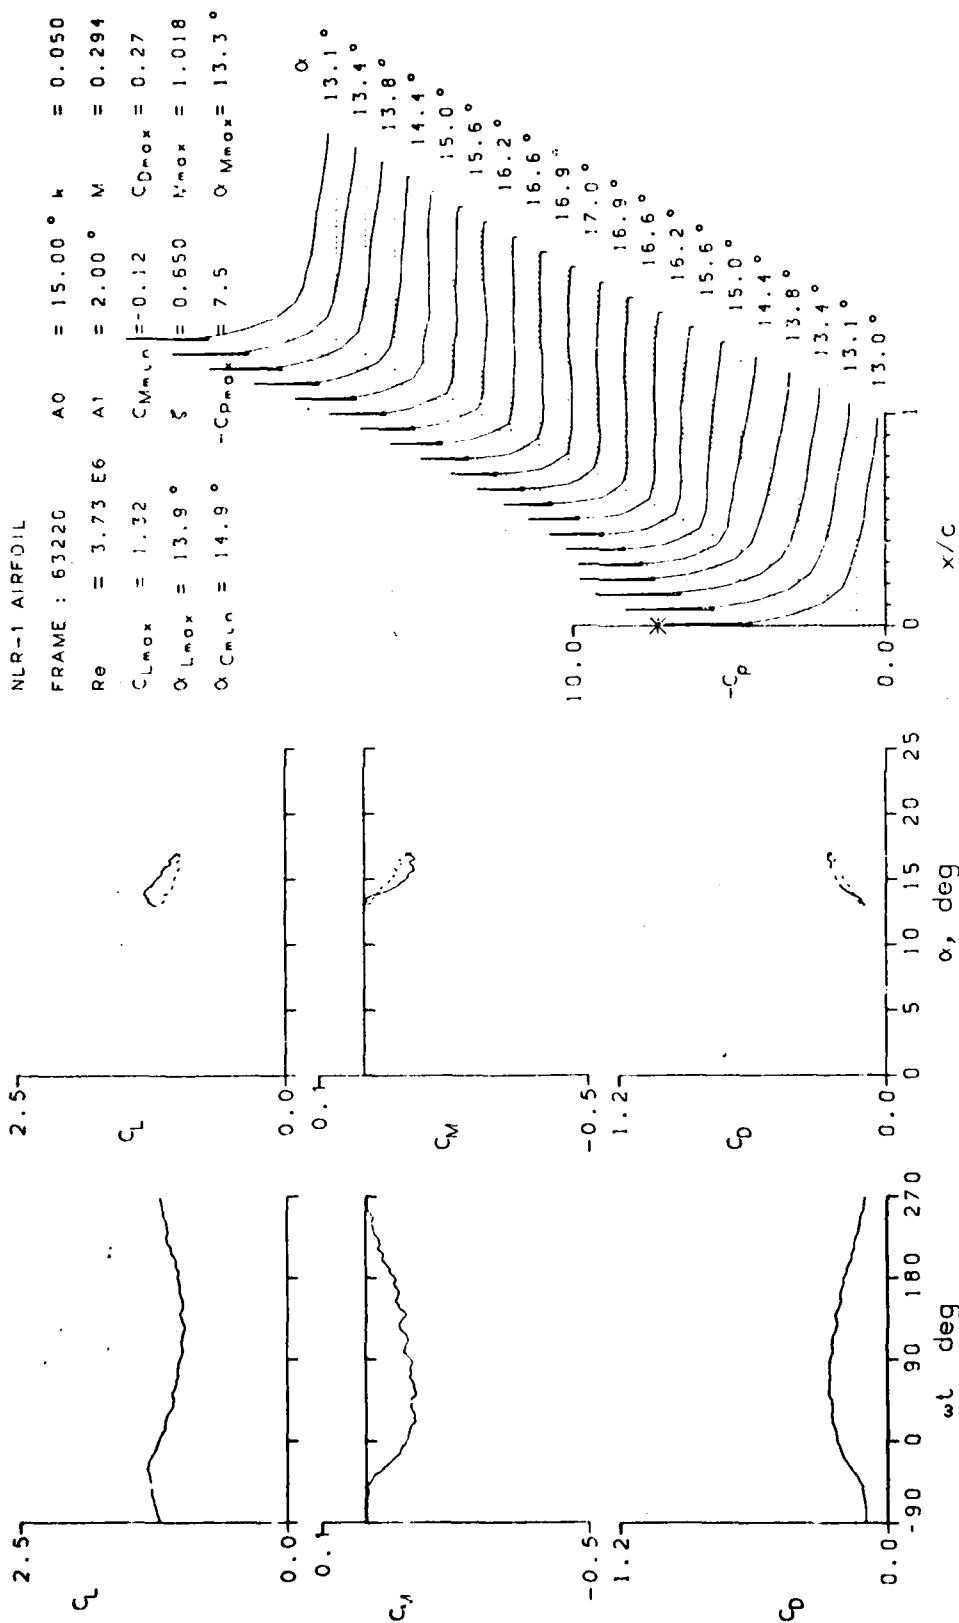 NLR-1 AIRFOIL
FRAME : 63220 A0 = 15.00 ° k = 0.050
Re = 3.73 E6 A1 = 2.00 ° M = 0.294
CLmax = 1.32 CMmin =-0.12 CDmax = 0.27
αLmax = 13.9 ° ζ = 0.650 Mmax = 1.018
αCmin = 14.9 ° -CPmax = 7.5 αMmax = 13.3 °
2.5
CL
0.0
0.1
CM
-0.5
1.2
CD
0.0
-90 0 90 180 270
ωt deg
2.5
CL
0.0
0.1
CM
-0.5
1.2
CD
0.0
0 5 10 15 20 25
α, deg
10.0
-Cp
0.0
0 1
x/c
α
13.1 °
13.4 °
13.8 °
14.4 °
15.0 °
15.6 °
16.2 °
16.6 °
16.9 °
17.0 °
16.9 °
16.6 °
16.2 °
15.6 °
15.0 °
14.4 °
13.8 °
13.4 °
13.1 °
13.0 °